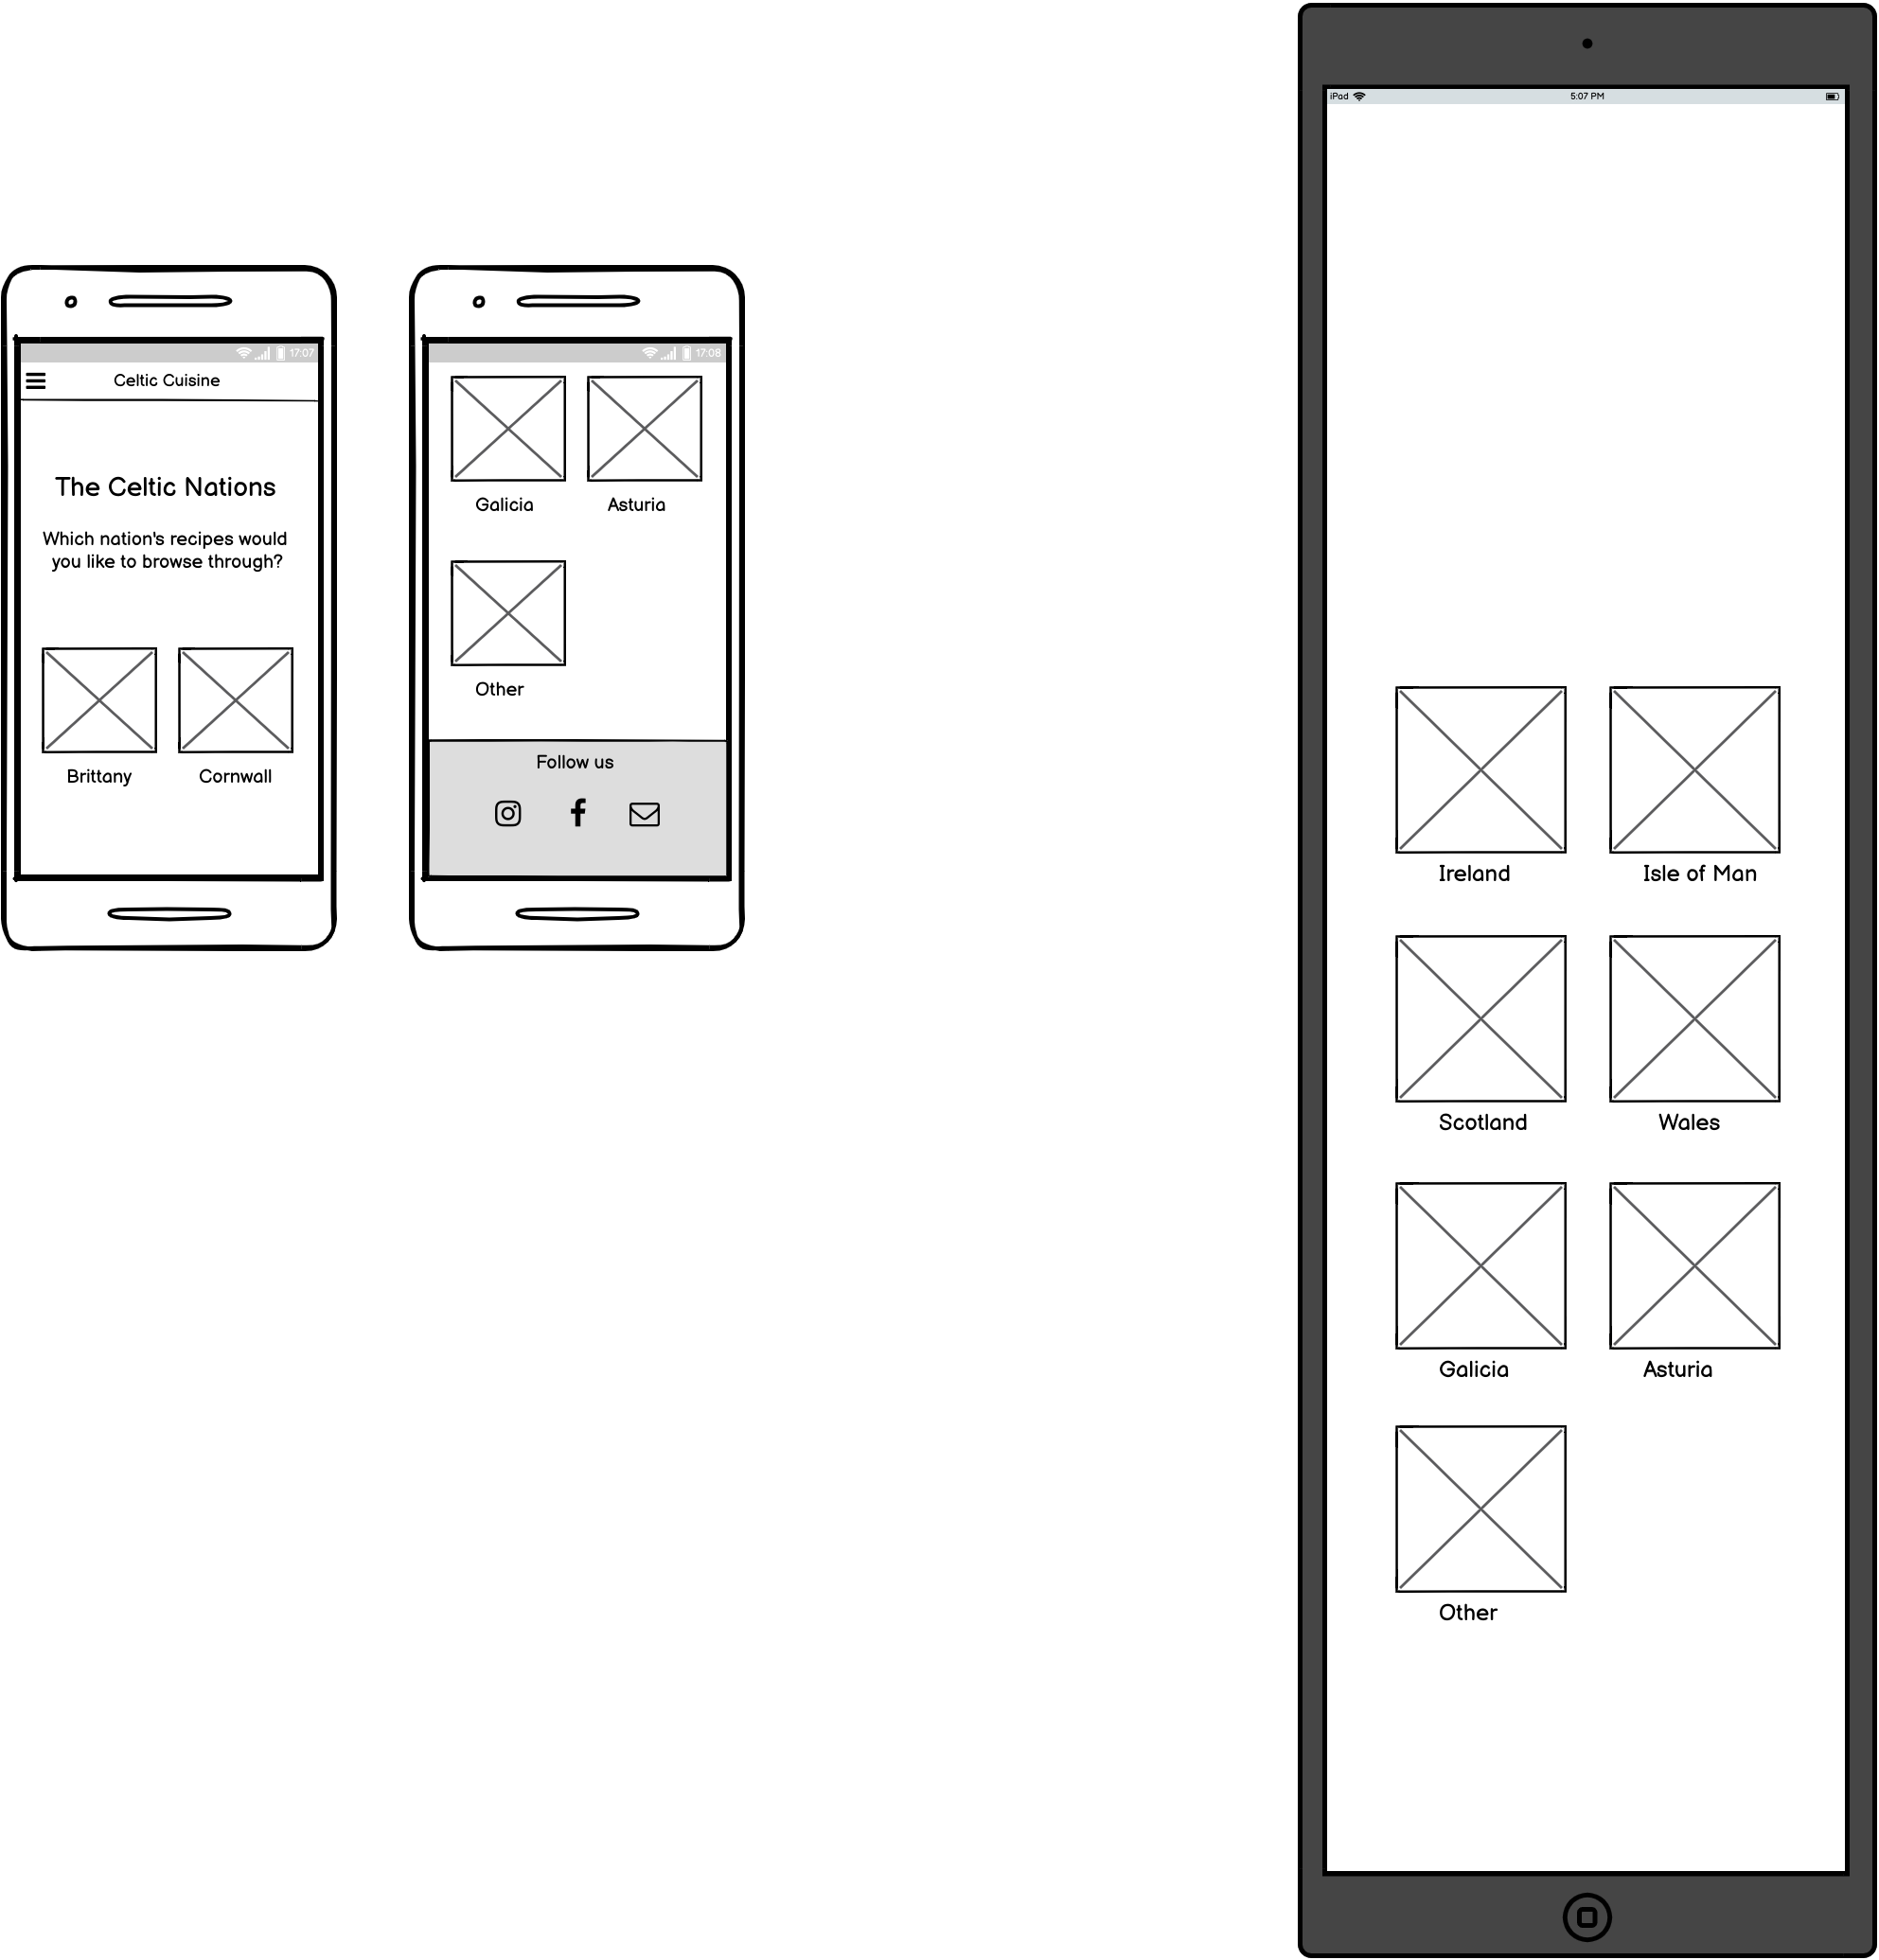 17:07
Celtic Cuisine
The Celtic Nations
Which nation's recipes would
you like to browse through?
Brittany
Cornwall
17:08
Galicia
Asturia
Other
Follow us
iPad
5:07 PM
Ireland
Isle of Man
Scotland
Wales
Galicia
Asturia
Other